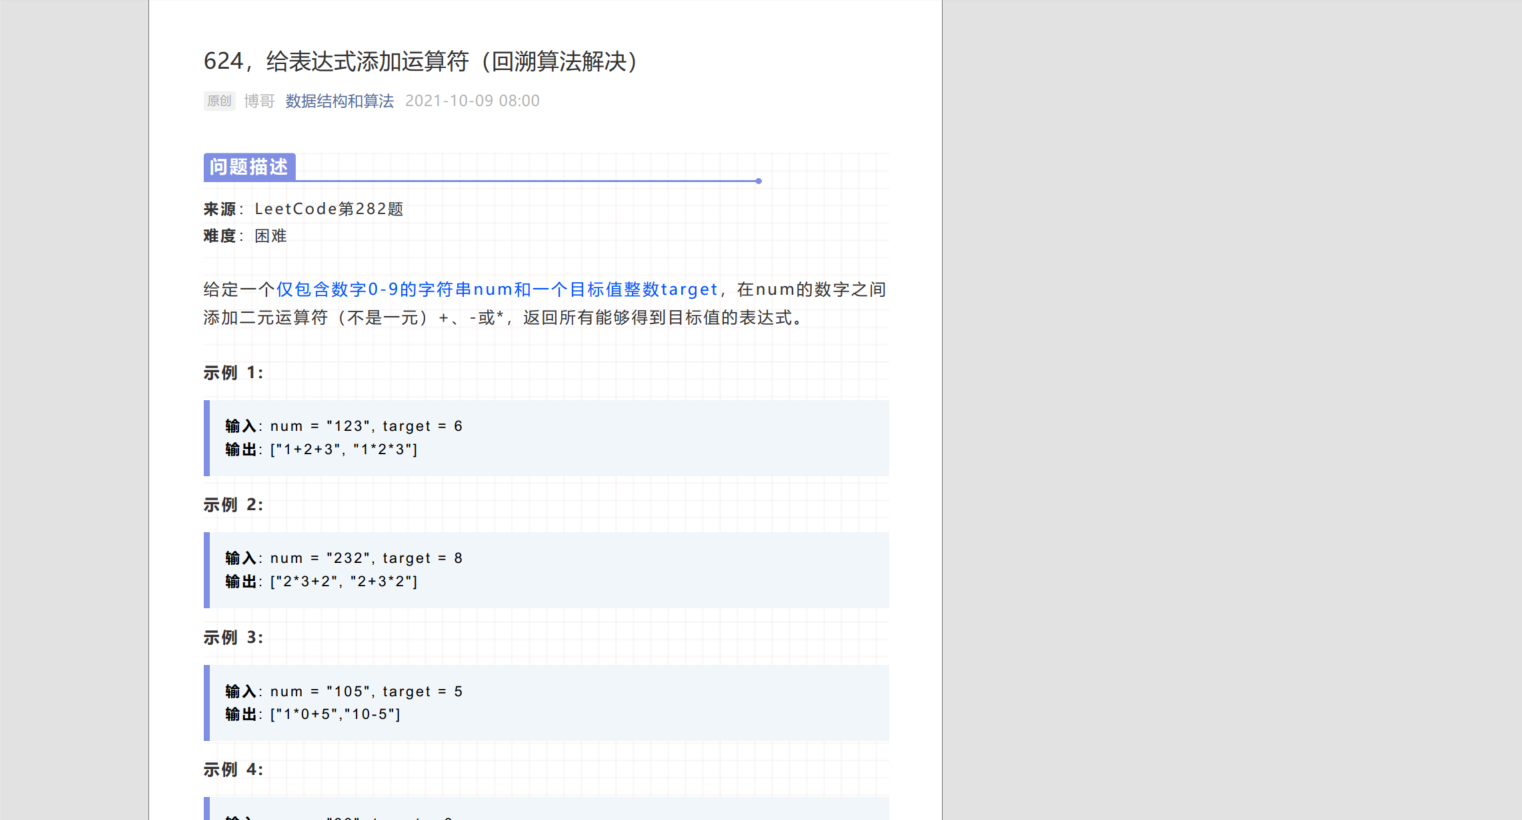 624，给表达式添加运算符（回溯算法解决）
原创 博哥 数据结构和算法 2021-10-09 08:00
问题描述
来源：LeetCode第282题
难度：困难
给定一个仅包含数字0-9的字符串num和一个目标值整数target，在num的数字之间
添加二元运算符（不是一元）+、-或*，返回所有能够得到目标值的表达式。
示例 1:
输入: num = "123", target = 6
输出: ["1+2+3", "1*2*3"]
示例 2:
输入: num = "232", target = 8
输出: ["2*3+2", "2+3*2"]
示例 3:
输入: num = "105", target = 5
输出: ["1*0+5","10-5"]
示例 4: